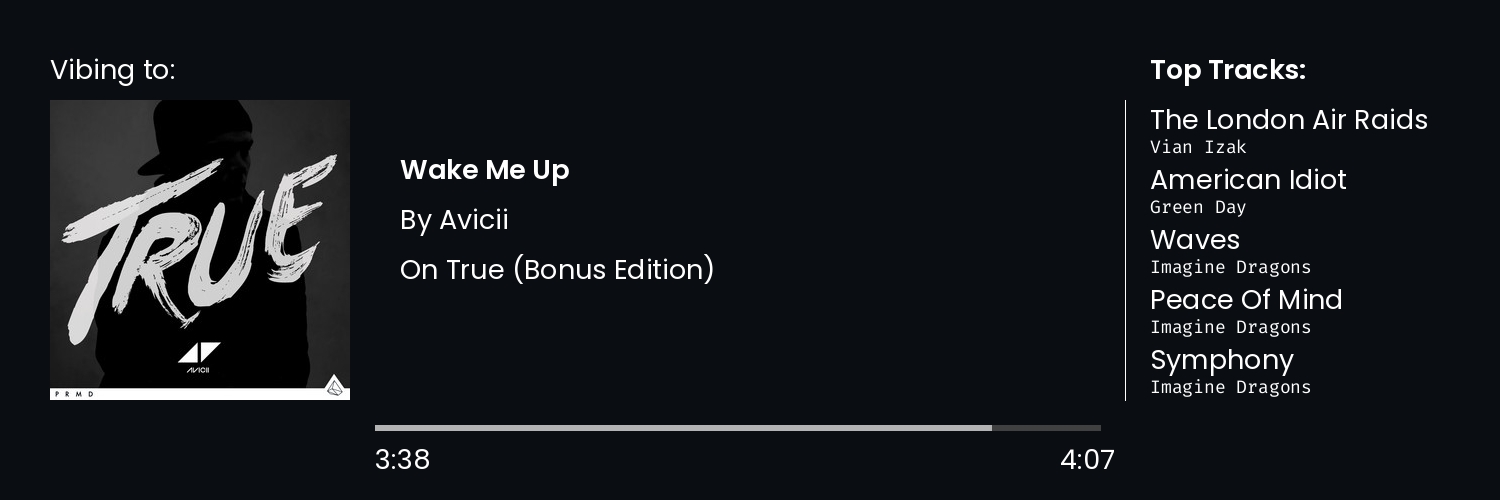 Vibing to:
TRUE
AVICII
PRMD
Wake Me Up
By Avicii
On True (Bonus Edition)
3:38
4:07
Top Tracks:
The London Air Raids
Vian Izak
American Idiot
Green Day
Waves
Imagine Dragons
Peace Of Mind
Imagine Dragons
Symphony
Imagine Dragons